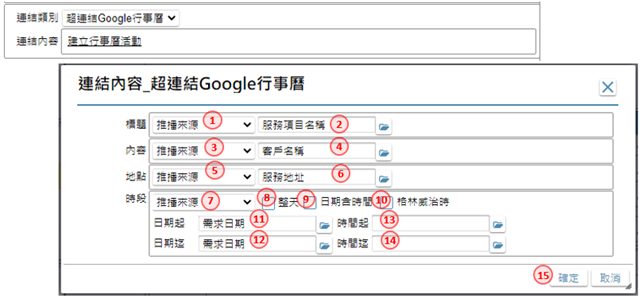 連結類別 超連結Google行事曆
連結內容 建立行事曆活動
連結內容_超連結Google行事曆
標題 推播來源 1 服務項目名稱 2
內容 推播來源 3 客戶名稱 4
地點 推播來源 5 服務地址 6
時段 推播來源 7 8 整天 9 日期含時間 10 格林威治時
日期起 需求日期 11 時間起 13
日期迄 需求日期 12 時間迄 14
15 確定 取消